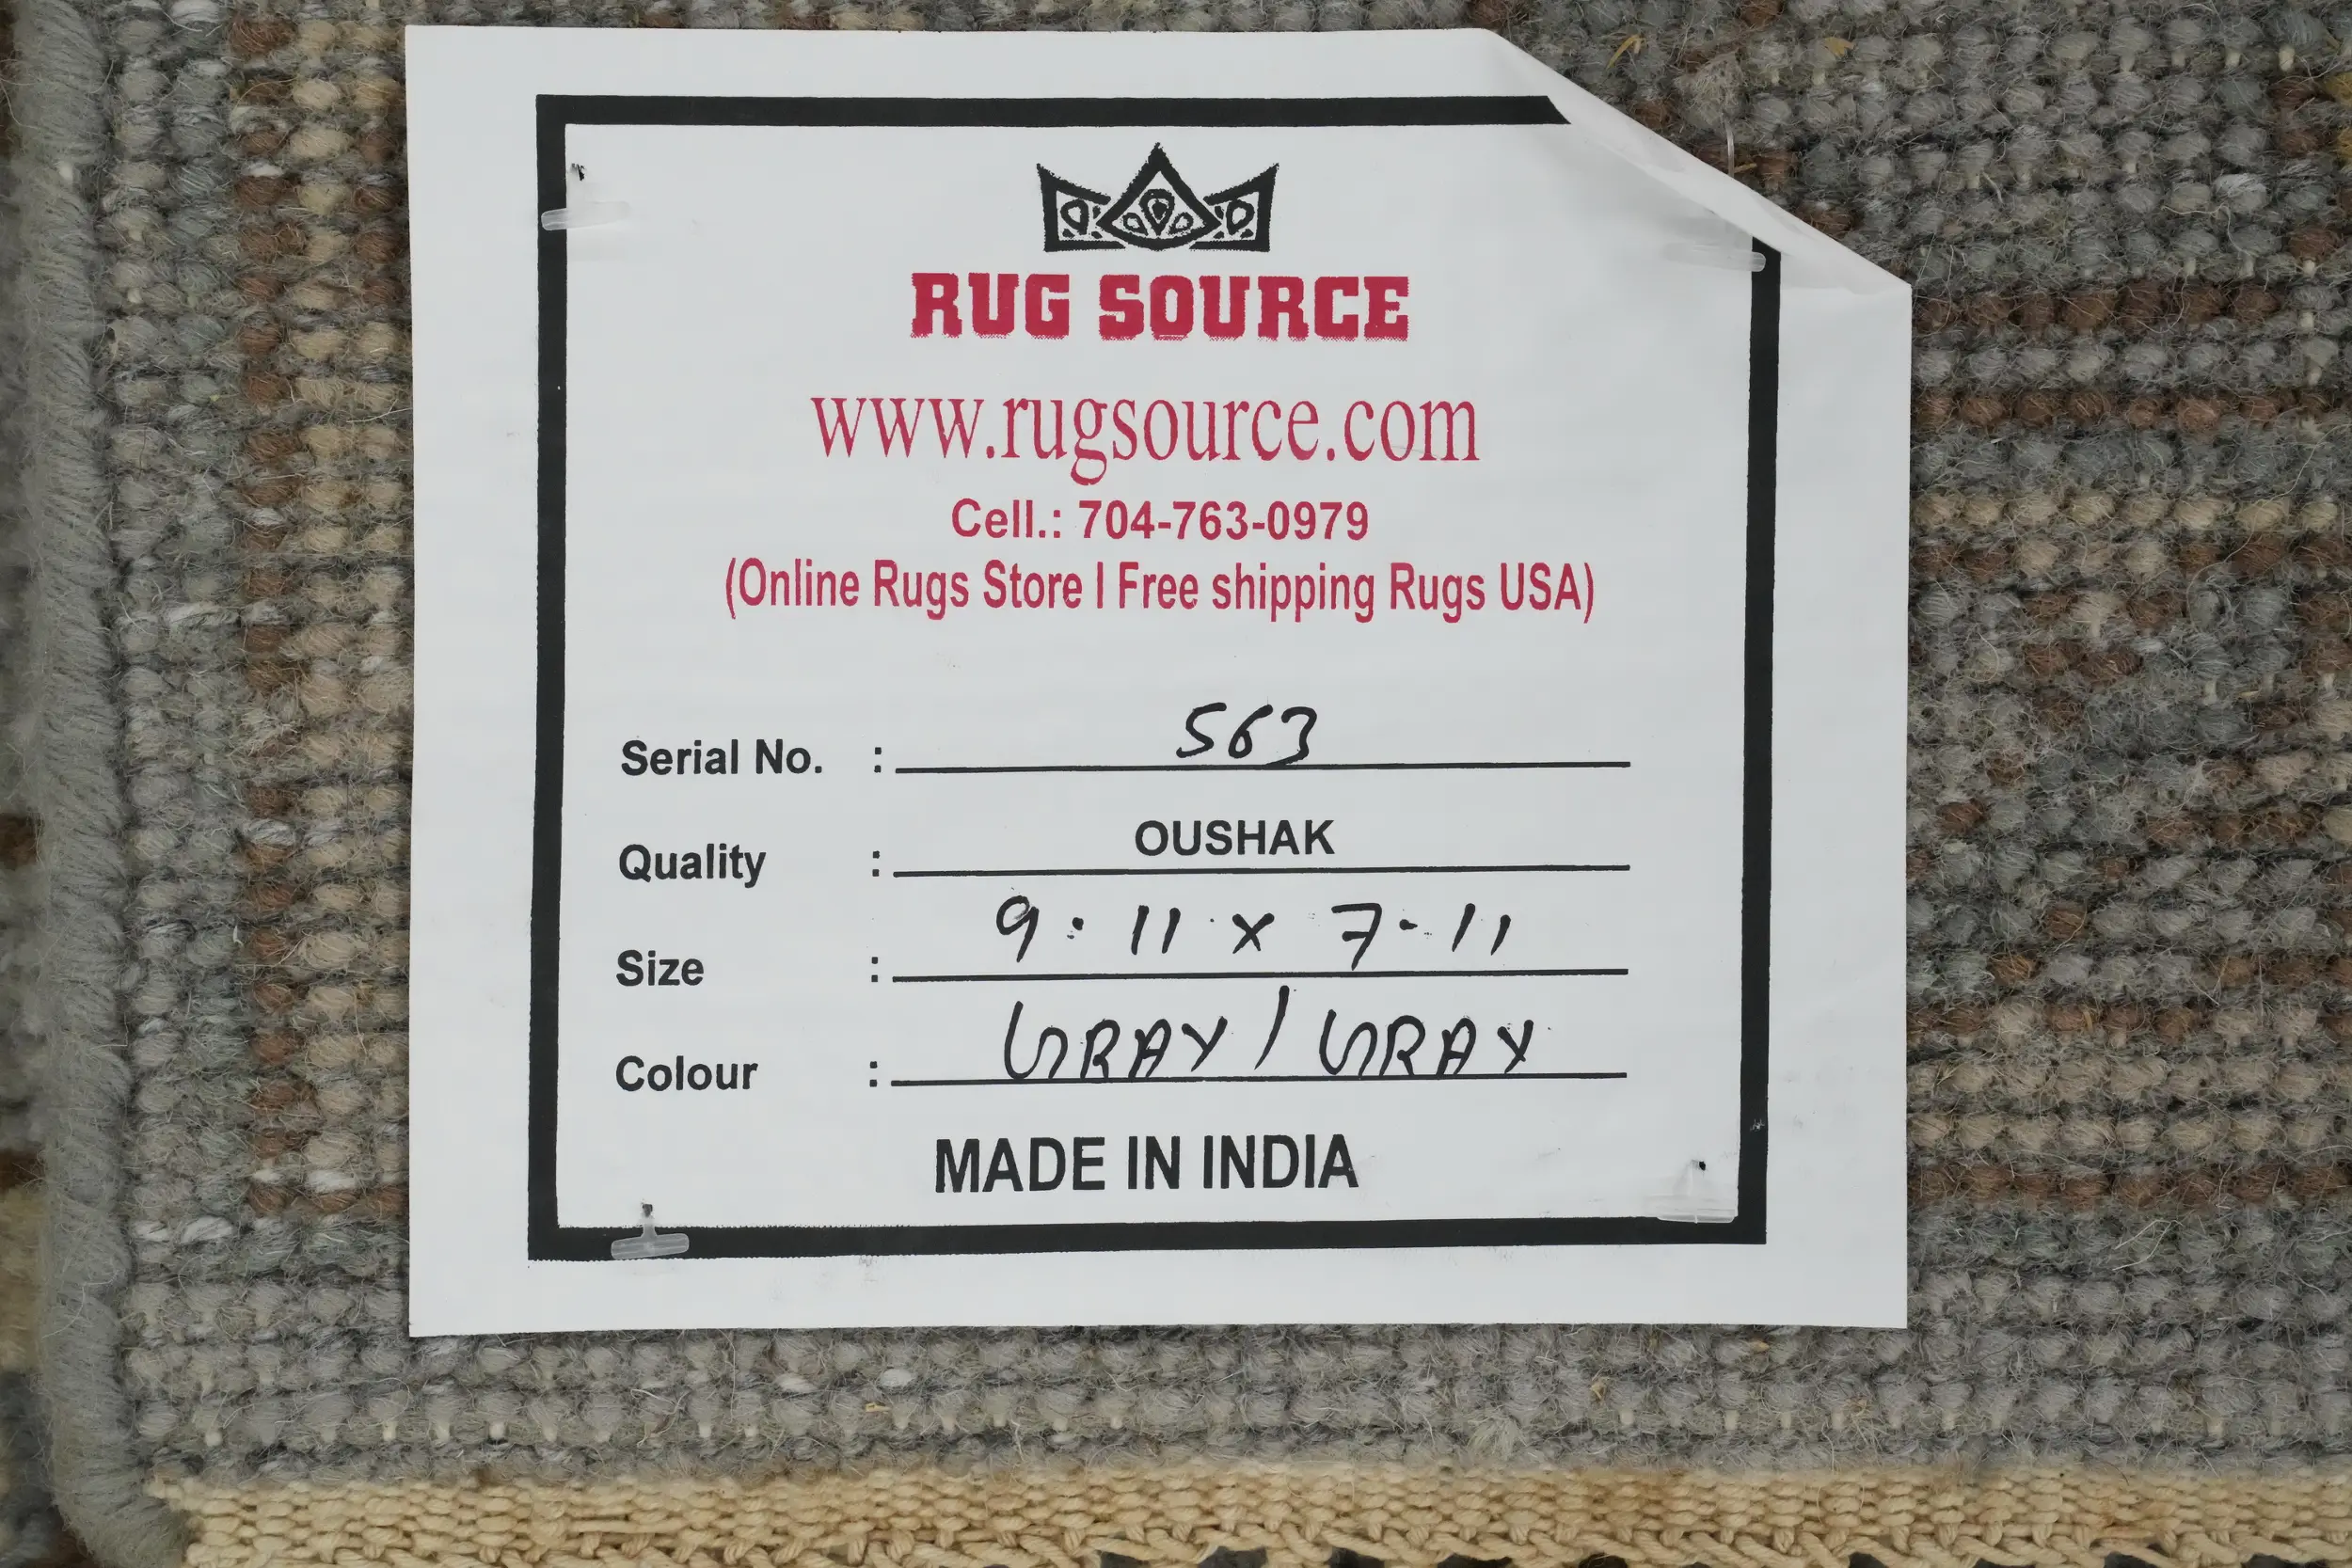 RUG SOURCE
www.rugsource.com
Cell.: 704-763-0979
(Online Rugs Store | Free shipping Rugs USA)
Serial No. : 563
Quality : OUSHAK
Size : 9.11 x 7.11
Colour : GRAY / GRAY
MADE IN INDIA